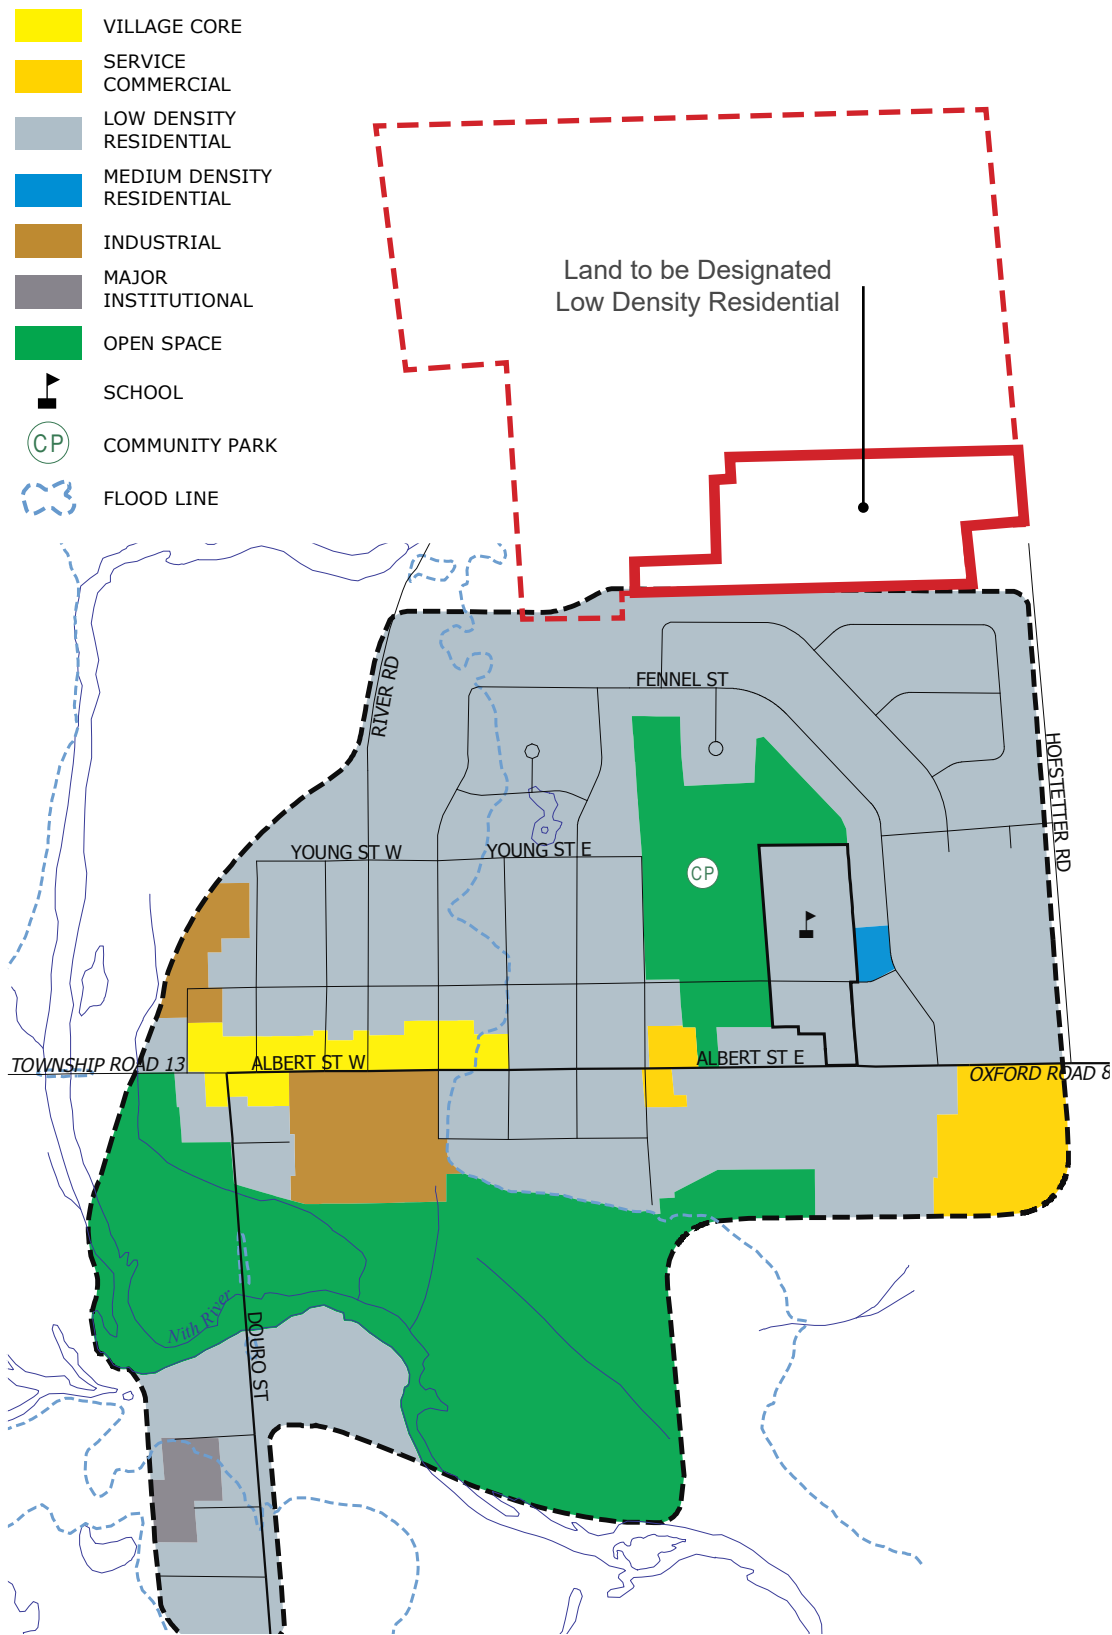 VILLAGE CORE
SERVICE
COMMERCIAL
LOW DENSITY
RESIDENTIAL
MEDIUM DENSITY
RESIDENTIAL
INDUSTRIAL
MAJOR
INSTITUTIONAL
OPEN SPACE
SCHOOL
CP
COMMUNITY PARK
FLOOD LINE
Land to be Designated
Low Density Residential
RIVER RD
FENNEL ST
HOFSTETTER RD
YOUNG ST W
YOUNG ST E
CP
TOWNSHIP ROAD 13
ALBERT ST W
ALBERT ST E
OXFORD ROAD 8
Nith River
DOURO ST